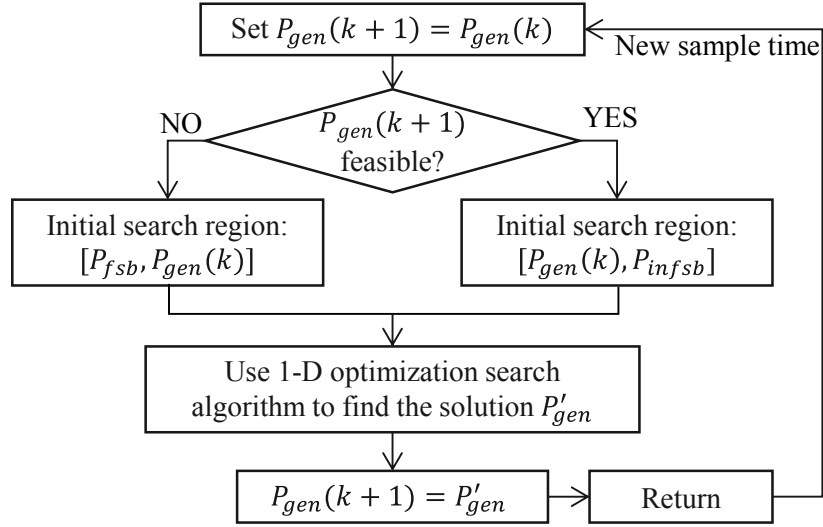 Set P_gen(k + 1) = P_gen(k)
New sample time
NO
P_gen(k + 1)
feasible?
YES
Initial search region:
[P_fsb, P_gen(k)]
Initial search region:
[P_gen(k), P_infsb]
Use 1-D optimization search
algorithm to find the solution P′_gen
P_gen(k + 1) = P′_gen
Return